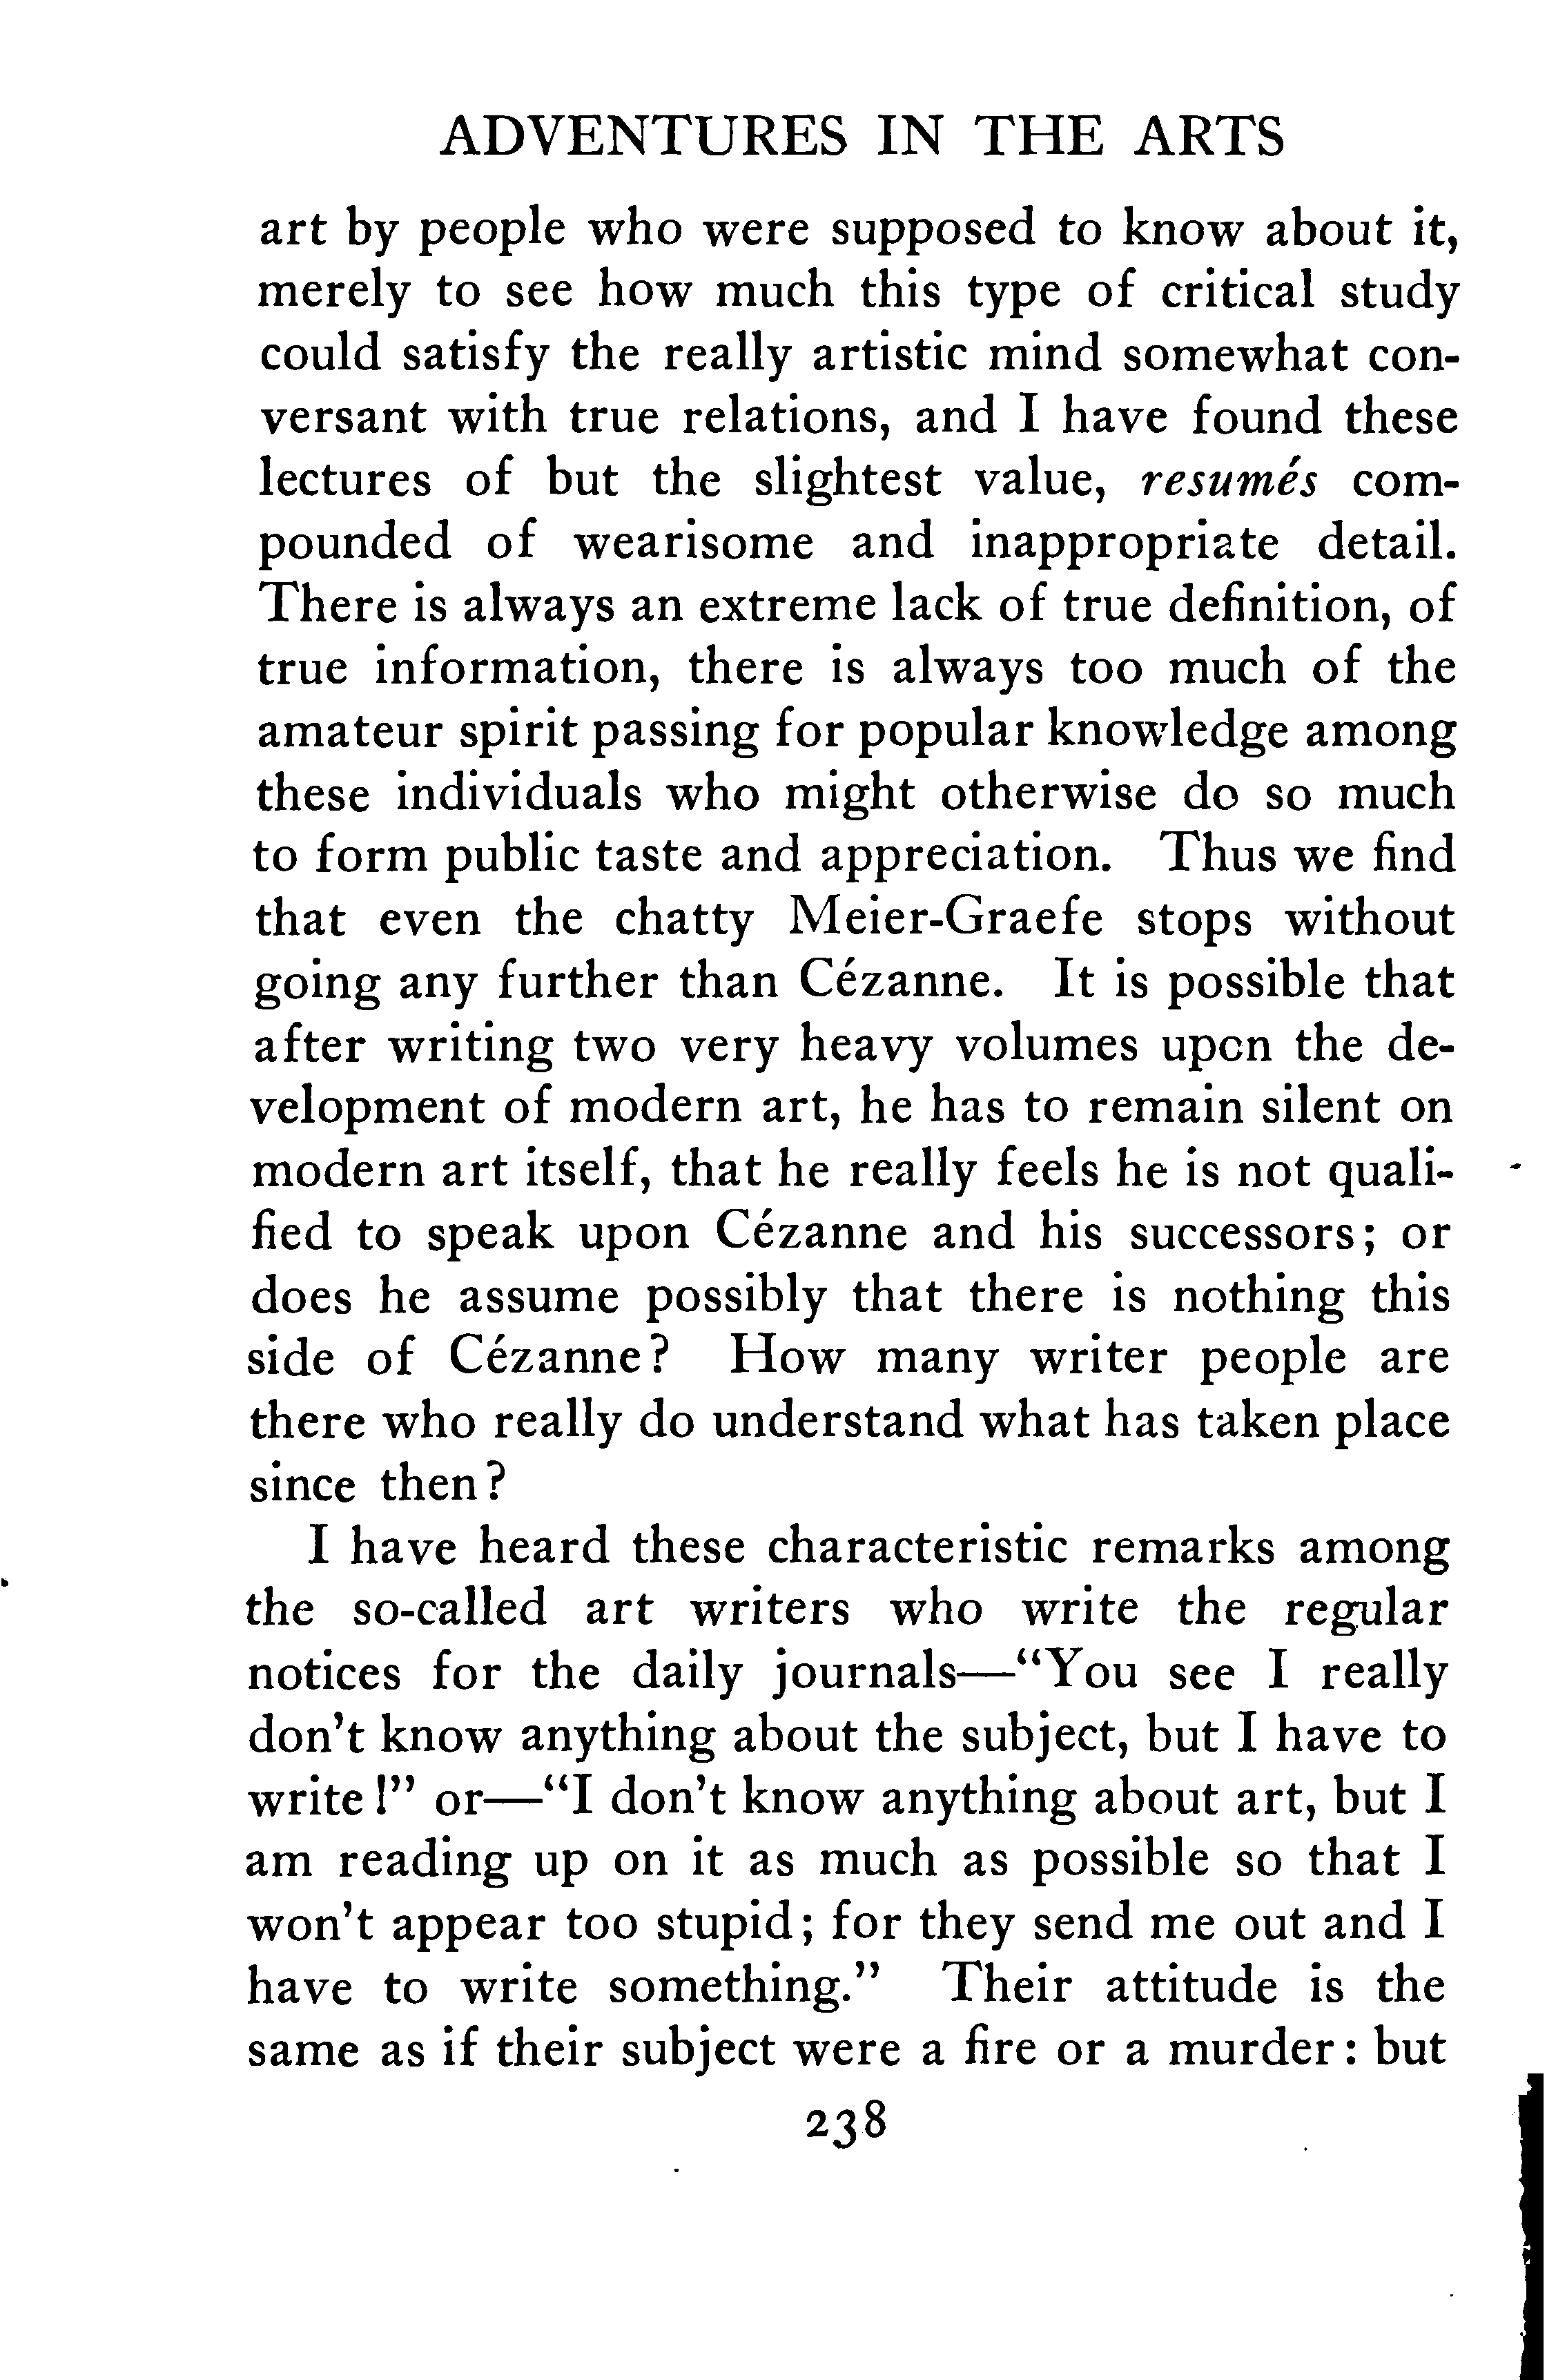 ADVENTURES IN THE ARTS
art by people who were supposed to know about it,
merely to see how much this type of critical study
could satisfy the really artistic mind somewhat con-
versant with true relations, and I have found these
lectures of but the slightest value, resumés com-
pounded of wearisome and inappropriate detail.
There is always an extreme lack of true definition, of
true information, there is always too much of the
amateur spirit passing for popular knowledge among
these individuals who might otherwise do so much
to form public taste and appreciation. Thus we find
that even the chatty Meier-Graefe stops without
going any further than Cézanne. It is possible that
after writing two very heavy volumes upon the de-
velopment of modern art, he has to remain silent on
modern art itself, that he really feels he is not quali-
fied to speak upon Cézanne and his successors; or
does he assume possibly that there is nothing this
side of Cézanne? How many writer people are
there who really do understand what has taken place
since then?
I have heard these characteristic remarks among
the so-called art writers who write the regular
notices for the daily journals—“You see I really
don't know anything about the subject, but I have to
write!” or—“I don't know anything about art, but I
am reading up on it as much as possible so that I
won't appear too stupid; for they send me out and I
have to write something.” Their attitude is the
same as if their subject were a fire or a murder: but
238